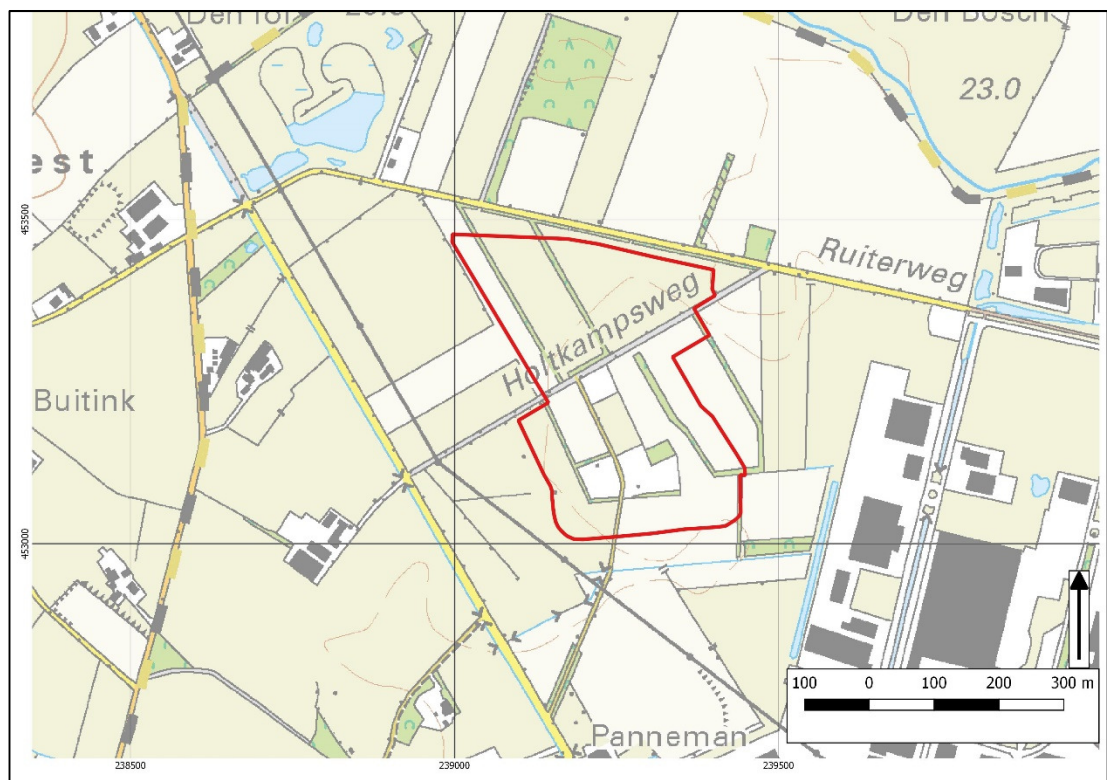 Den Bosch
23.0
est
453500
Ruiterweg
Holtkampsweg
Buitink
453000
Panneman
100 0 100 200 300 m
238500 239000 239500